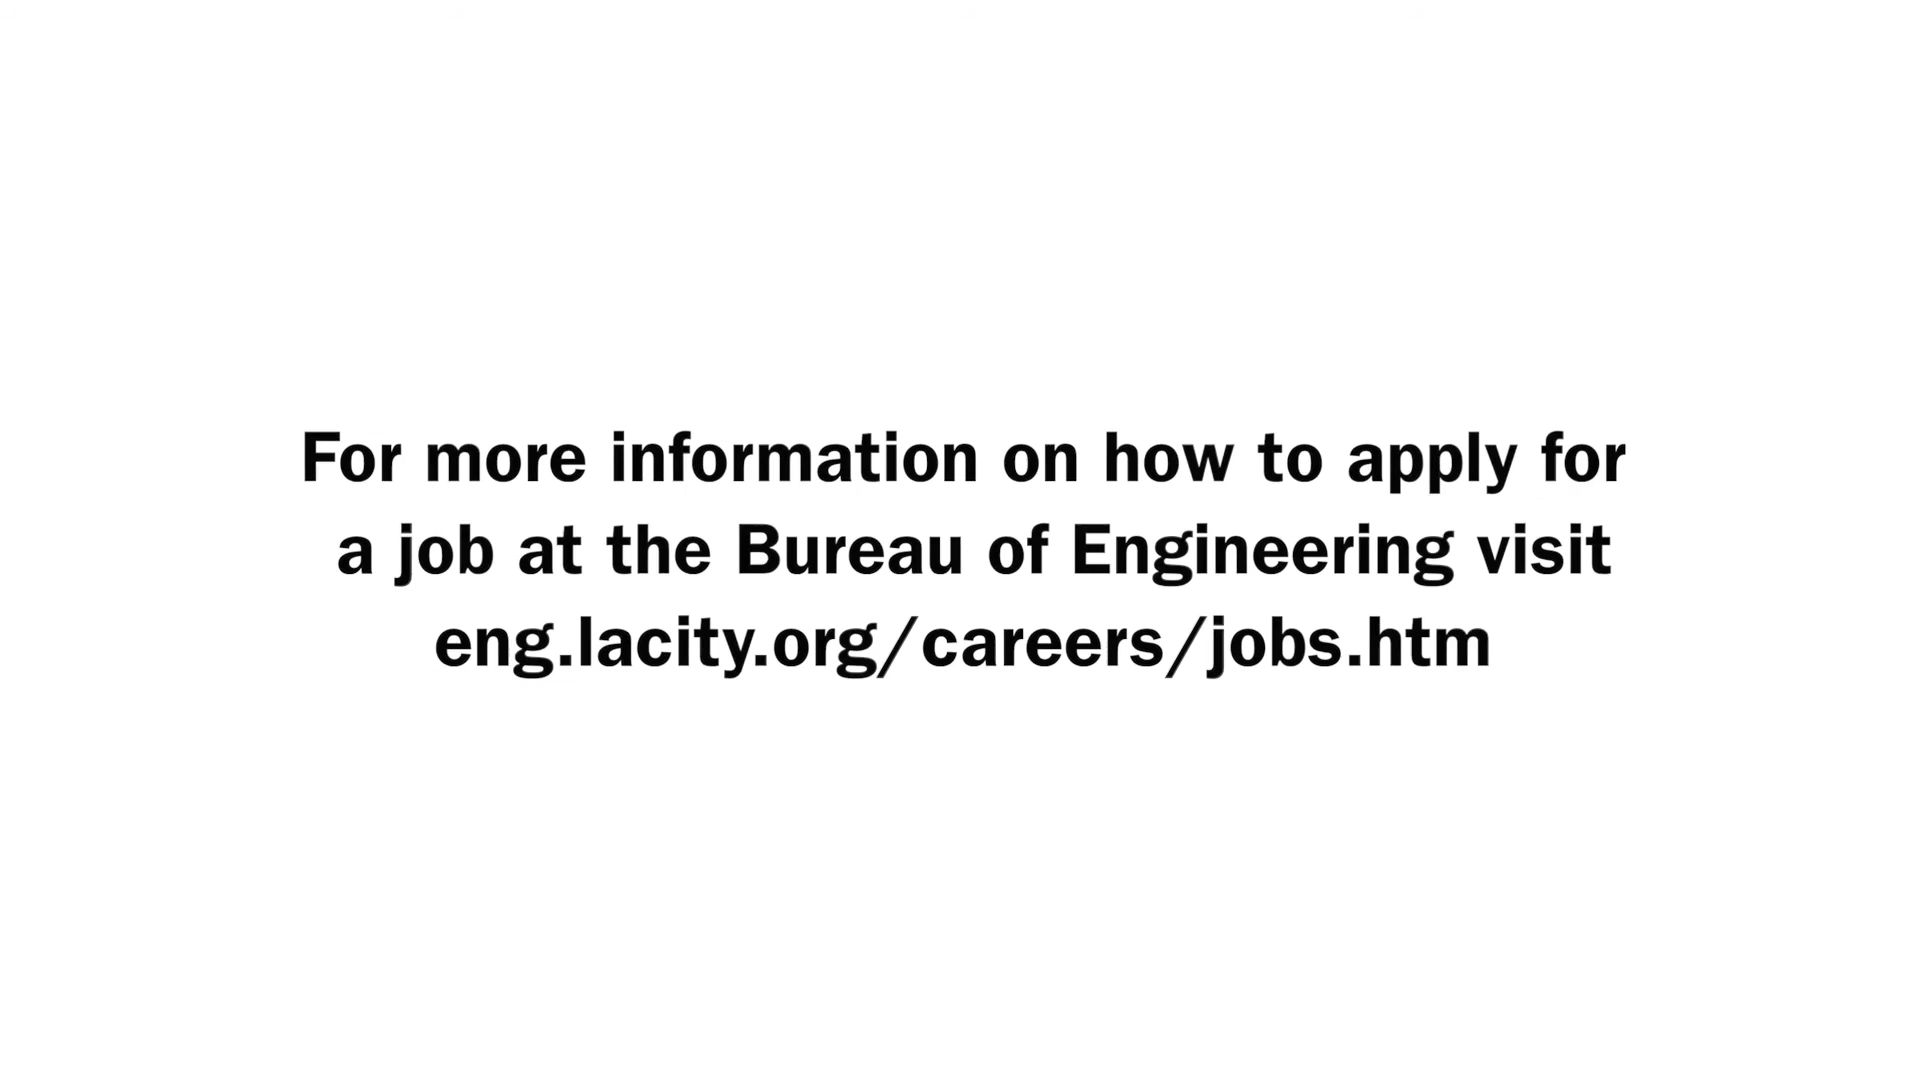 For more information on how to apply for
a job at the Bureau of Engineering visit
eng.lacity.org/careers/jobs.htm